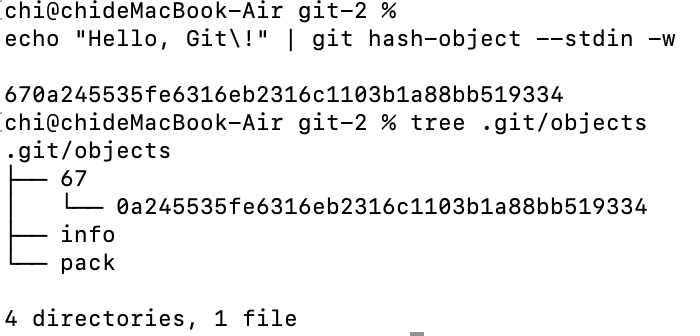 chi@chideMacBook-Air git-2 %
echo "Hello, Git\!" | git hash-object --stdin -w
670a245535fe6316eb2316c1103b1a88bb519334
chi@chideMacBook-Air git-2 % tree .git/objects
.git/objects
├── 67
│   └── 0a245535fe6316eb2316c1103b1a88bb519334
├── info
└── pack
4 directories, 1 file